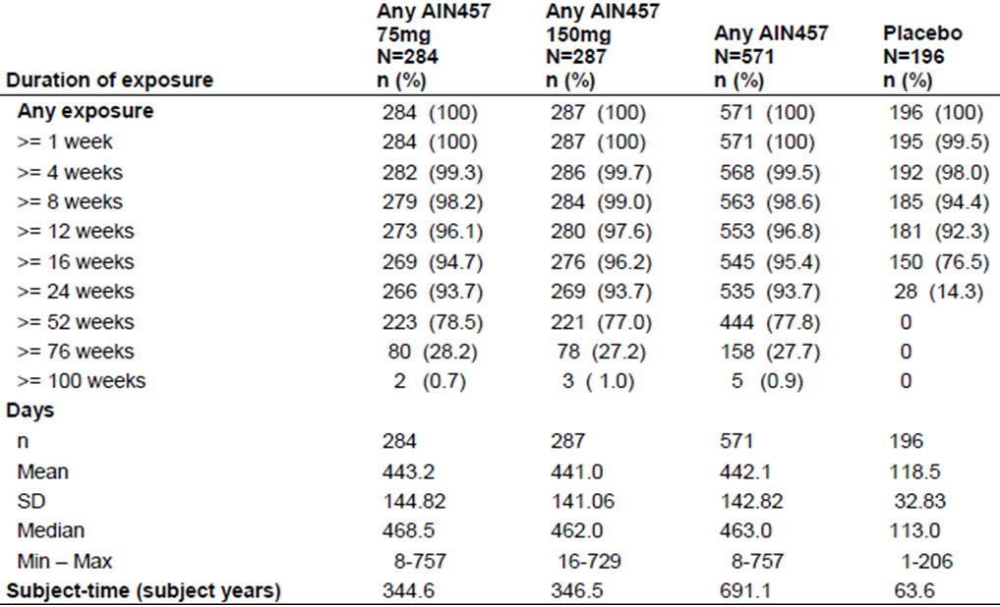 Any AIN457 Any AIN457
75mg 150mg Any AIN457 Placebo
N=284 N=287 N=571 N=196
Duration of exposure n (%) n (%) n (%) n (%)
Any exposure 284 (100) 287 (100) 571 (100) 196 (100)
>= 1 week 284 (100) 287 (100) 571 (100) 195 (99.5)
>= 4 weeks 282 (99.3) 286 (99.7) 568 (99.5) 192 (98.0)
>= 8 weeks 279 (98.2) 284 (99.0) 563 (98.6) 185 (94.4)
>= 12 weeks 273 (96.1) 280 (97.6) 553 (96.8) 181 (92.3)
>= 16 weeks 269 (94.7) 276 (96.2) 545 (95.4) 150 (76.5)
>= 24 weeks 266 (93.7) 269 (93.7) 535 (93.7) 28 (14.3)
>= 52 weeks 223 (78.5) 221 (77.0) 444 (77.8) 0
>= 76 weeks 80 (28.2) 78 (27.2) 158 (27.7) 0
>= 100 weeks 2 (0.7) 3 ( 1.0) 5 (0.9) 0
Days
n 284 287 571 196
Mean 443.2 441.0 442.1 118.5
SD 144.82 141.06 142.82 32.83
Median 468.5 462.0 463.0 113.0
Min – Max 8-757 16-729 8-757 1-206
Subject-time (subject years) 344.6 346.5 691.1 63.6